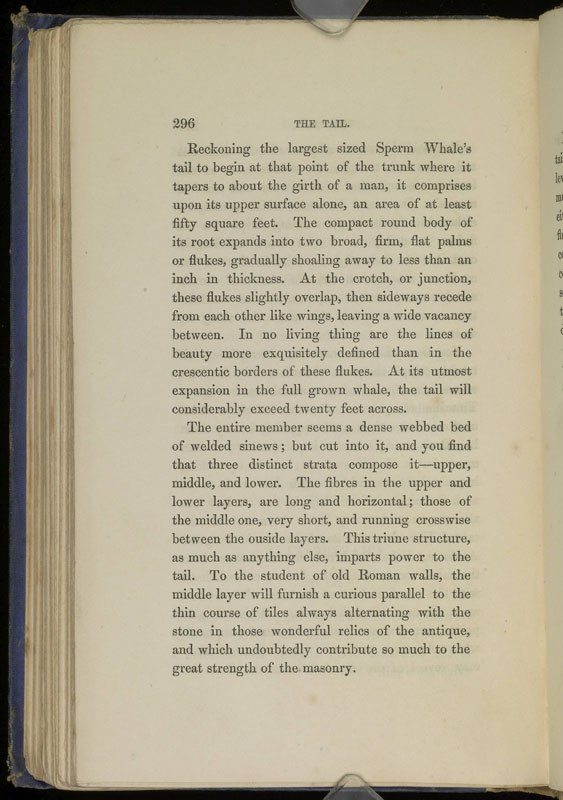 296 THE TAIL.
Reckoning the largest sized Sperm Whale's
tail to begin at that point of the trunk where it
tapers to about the girth of a man, it comprises
upon its upper surface alone, an area of at least
fifty square feet. The compact round body of
its root expands into two broad, firm, flat palms
or flukes, gradually shoaling away to less than an
inch in thickness. At the crotch, or junction,
these flukes slightly overlap, then sideways recede
from each other like wings, leaving a wide vacancy
between. In no living thing are the lines of
beauty more exquisitely defined than in the
crescentic borders of these flukes. At its utmost
expansion in the full grown whale, the tail will
considerably exceed twenty feet across.
The entire member seems a dense webbed bed
of welded sinews; but cut into it, and you find
that three distinct strata compose it—upper,
middle, and lower. The fibres in the upper and
lower layers, are long and horizontal; those of
the middle one, very short, and running crosswise
between the ouside layers. This triune structure,
as much as anything else, imparts power to the
tail. To the student of old Roman walls, the
middle layer will furnish a curious parallel to the
thin course of tiles always alternating with the
stone in those wonderful relics of the antique,
and which undoubtedly contribute so much to the
great strength of the masonry.